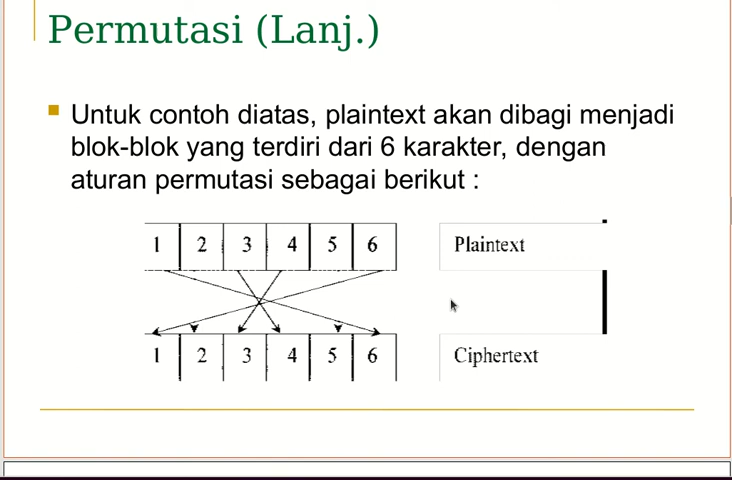 Permutasi (Lanj.)
Untuk contoh diatas, plaintext akan dibagi menjadi
blok-blok yang terdiri dari 6 karakter, dengan
aturan permutasi sebagai berikut :
1 2 3 4 5 6 Plaintext
1 2 3 4 5 6 Ciphertext